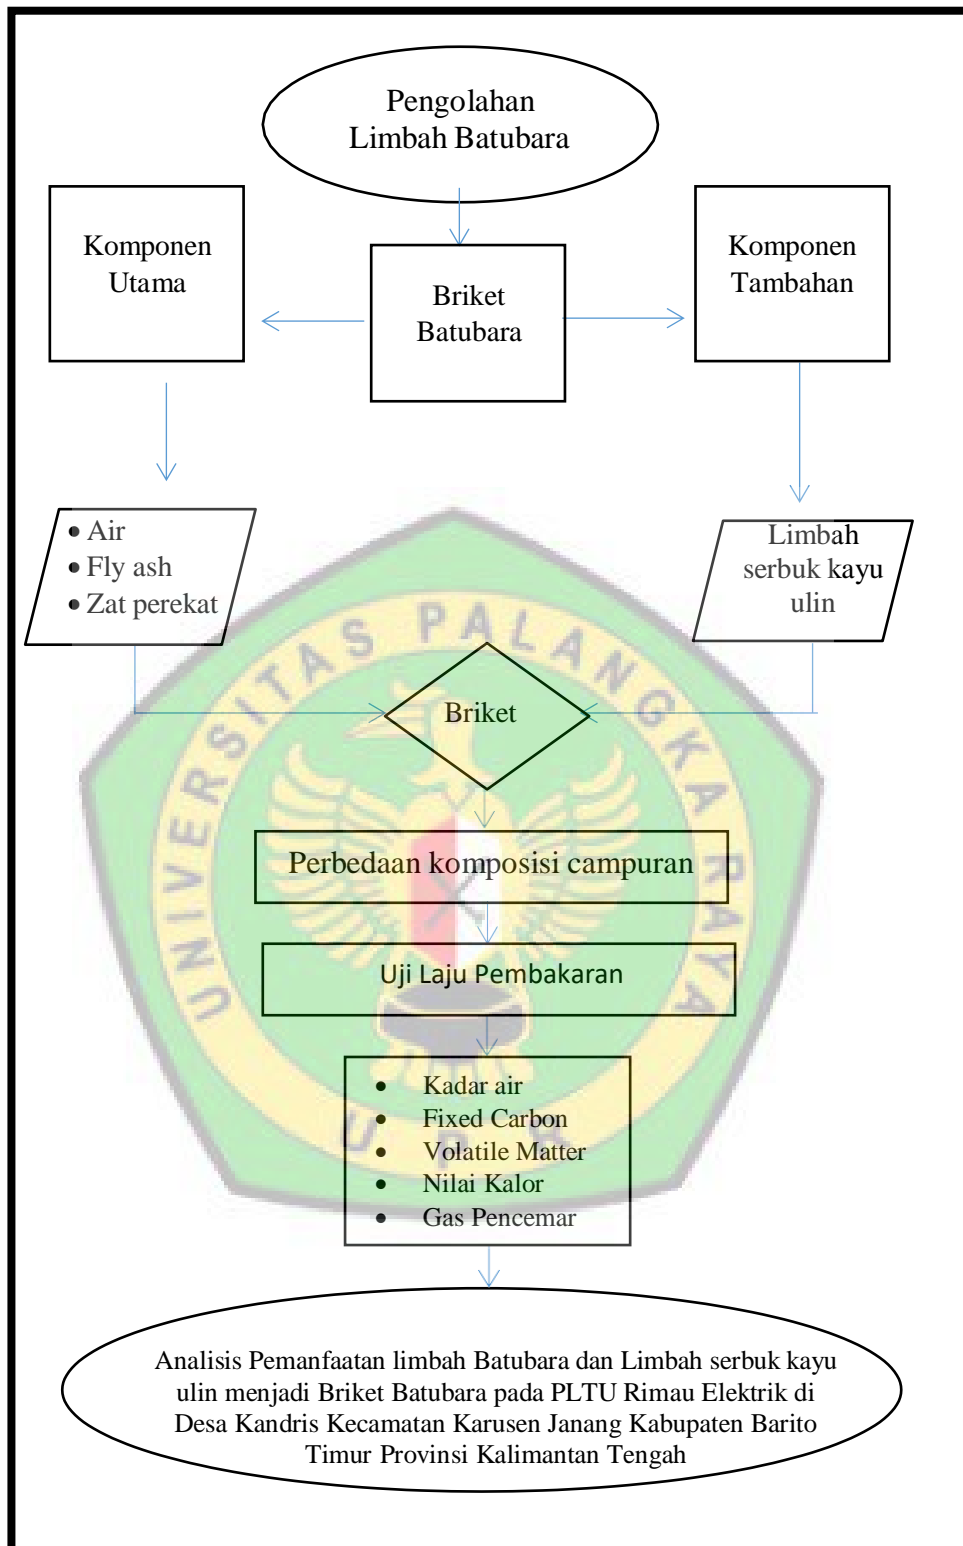 Pengolahan
Limbah Batubara
Komponen
Utama
Briket
Batubara
Komponen
Tambahan
• Air
• Fly ash
• Zat perekat
Limbah
serbuk kayu
ulin
UNIVERSITAS PALANGKA RAYA
Briket
Perbedaan komposisi campuran
Uji Laju Pembakaran
• Kadar air
• Fixed Carbon
• Volatile Matter
• Nilai Kalor
• Gas Pencemar
U P R
Analisis Pemanfaatan limbah Batubara dan Limbah serbuk kayu
ulin menjadi Briket Batubara pada PLTU Rimau Elektrik di
Desa Kandris Kecamatan Karusen Janang Kabupaten Barito
Timur Provinsi Kalimantan Tengah